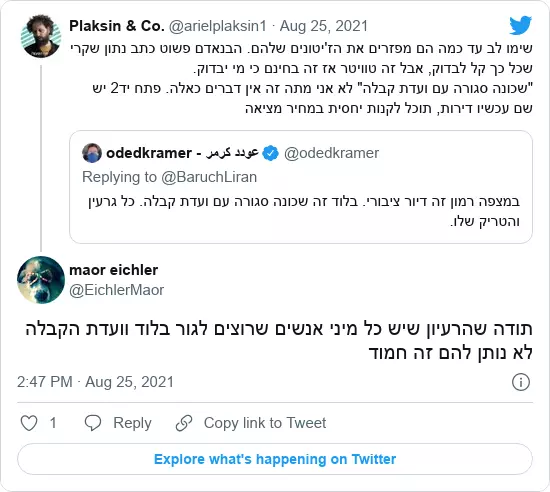 Plaksin & Co. @arielplaksin1 · Aug 25, 2021
שימו לב עד כמה הם מפזרים את הז'יטונים שלהם. הבנאדם פשוט כתב נתון שקרי
שכל כך קל לבדוק, אבל זה טוויטר אז זה בחינם כי מי יבדוק.
"שכונה סגורה עם ועדת קבלה" לא אני מתה זה אין דברים כאלה. פתח יד2 יש
שם עכשיו דירות, תוכל לקנות יחסית במחיר מציאה
odedkramer - עודד קרמר @odedkramer
Replying to @BaruchLiran
במצפה רמון זה דיור ציבורי. בלוד זה שכונה סגורה עם ועדת קבלה. כל גרעין
והטריק שלו.
maor eichler
@EichlerMaor
תודה שהרעיון שיש כל מיני אנשים שרוצים לגור בלוד וועדת הקבלה
לא נותן להם זה חמוד
2:47 PM · Aug 25, 2021
1 Reply Copy link to Tweet
Explore what's happening on Twitter